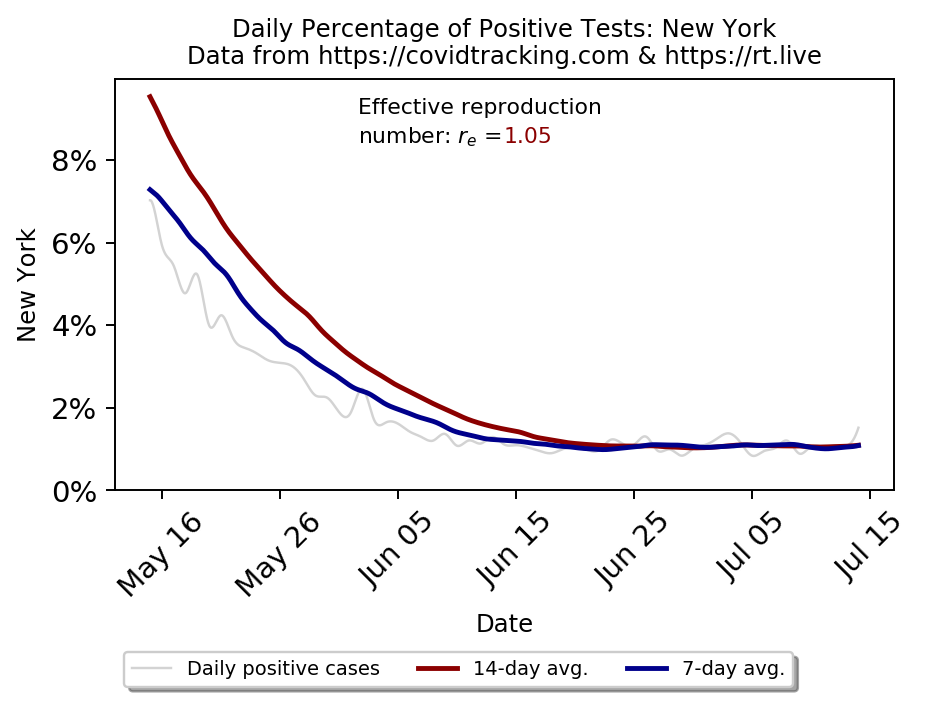 Daily Percentage of Positive Tests: New York
Data from https://covidtracking.com & https://rt.live
Effective reproduction
number: rₑ =1.05
8%
6%
4%
2%
0%
New York
May 16
May 26
Jun 05
Jun 15
Jun 25
Jul 05
Jul 15
Date
Daily positive cases
14-day avg.
7-day avg.